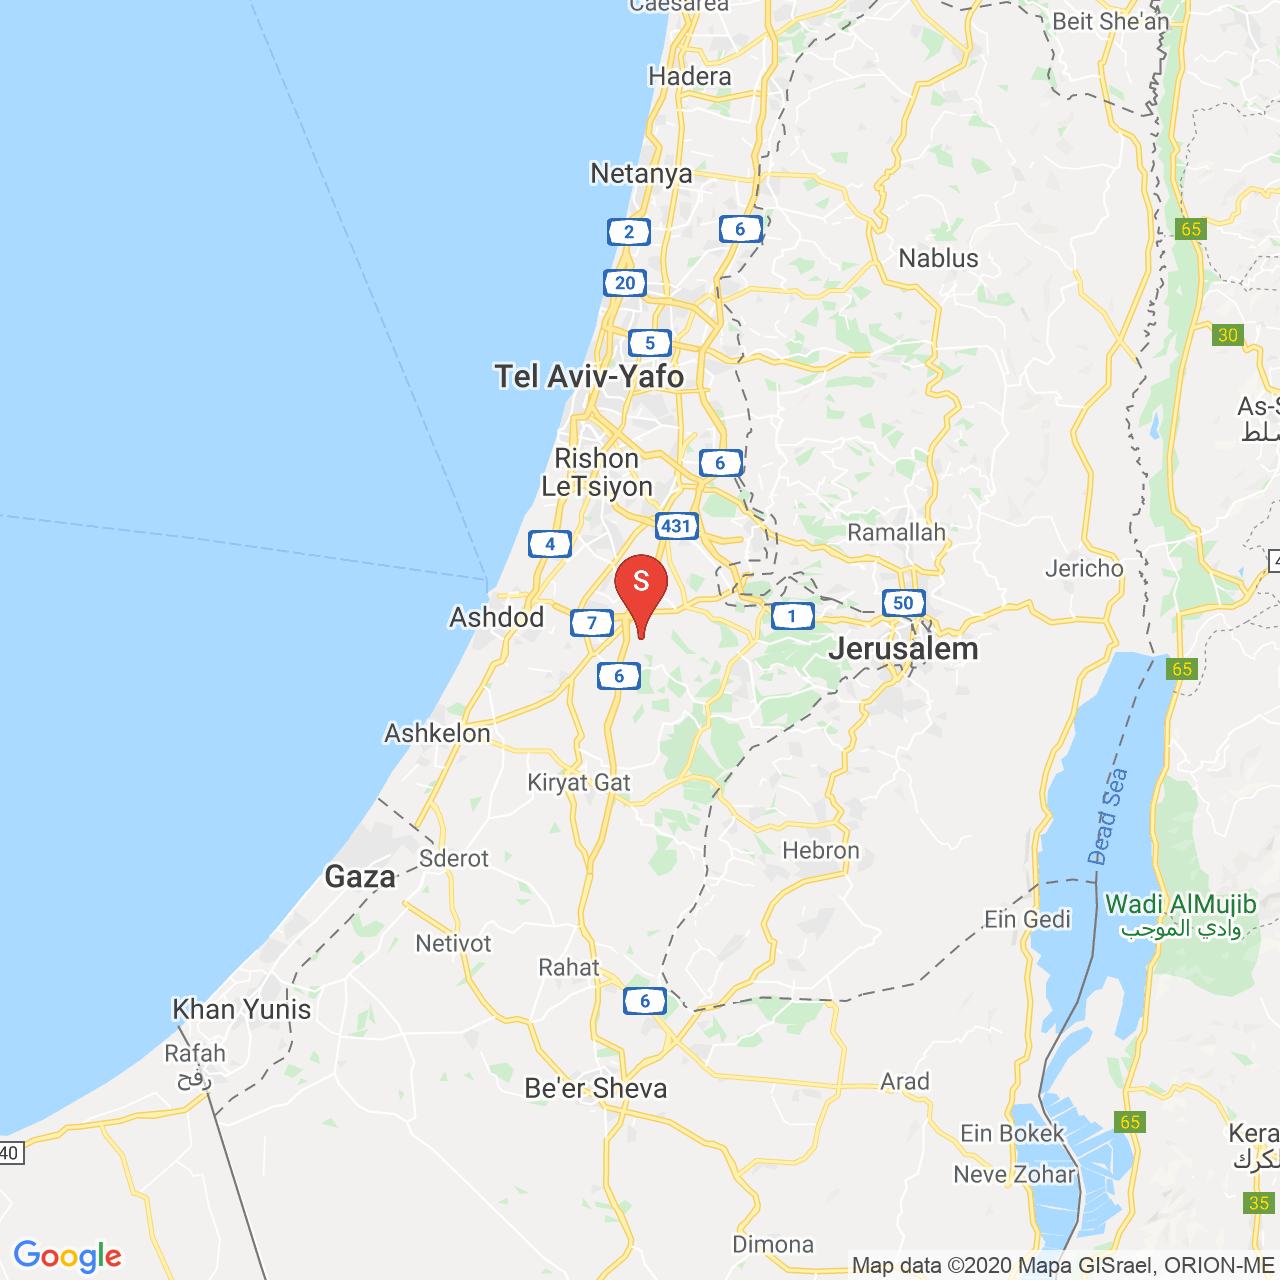 Caesarea
Beit She'an
Hadera
Netanya
2
6
65
Nablus
20
30
5
Tel Aviv-Yafo
As-S
سلط
Rishon
LeTsiyon
6
431
Ramallah
4
Jericho
4
S
50
Ashdod
7
1
Jerusalem
65
6
Ashkelon
Kiryat Gat
Dead Sea
Hebron
Sderot
Gaza
Wadi AlMujib
وادي الموجب
Ein Gedi
Netivot
Rahat
6
Khan Yunis
Rafah
رفح
Arad
Be'er Sheva
65
Ein Bokek
Kera
لكرك
40
Neve Zohar
35
Dimona
Google
Map data ©2020 Mapa GISrael, ORION-ME